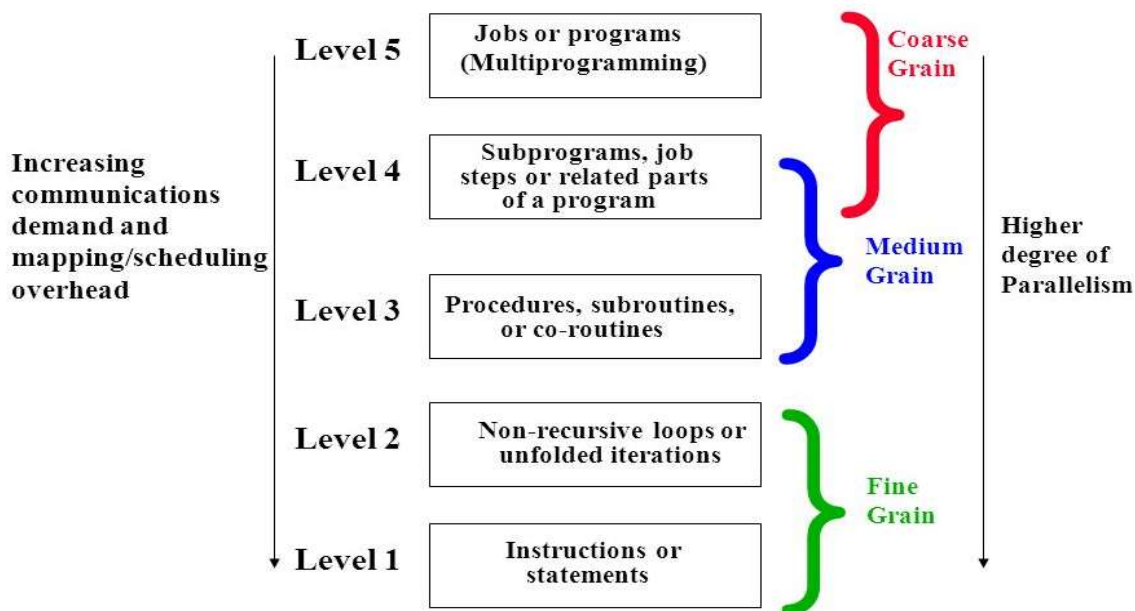 Increasing
communications
demand and
mapping/scheduling
overhead
Level 5
Jobs or programs
(Multiprogramming)
Level 4
Subprograms, job
steps or related parts
of a program
Level 3
Procedures, subroutines,
or co-routines
Level 2
Non-recursive loops or
unfolded iterations
Level 1
Instructions or
statements
Coarse
Grain
Medium
Grain
Fine
Grain
Higher
degree of
Parallelism